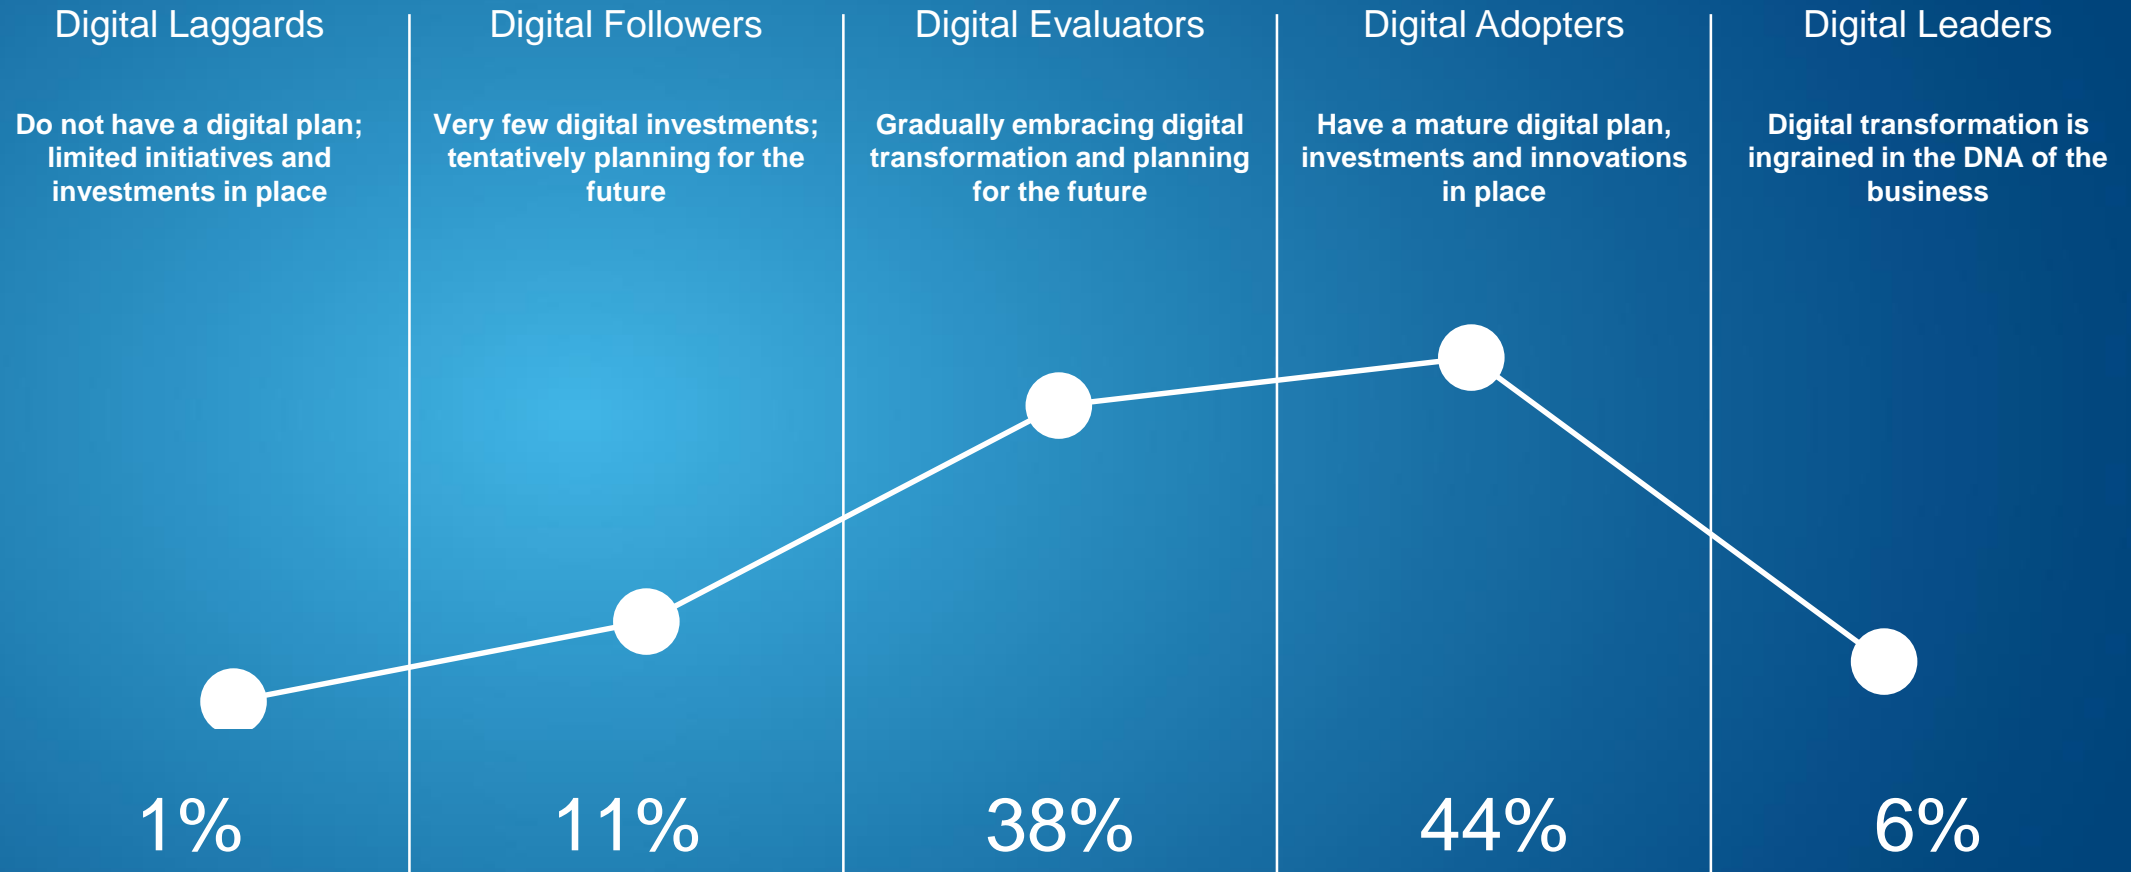 Digital Laggards
Do not have a digital plan;
limited initiatives and
investments in place
1%
Digital Followers
Very few digital investments;
tentatively planning for the
future
11%
Digital Evaluators
Gradually embracing digital
transformation and planning
for the future
38%
Digital Adopters
Have a mature digital plan,
investments and innovations
in place
44%
Digital Leaders
Digital transformation is
ingrained in the DNA of the
business
6%